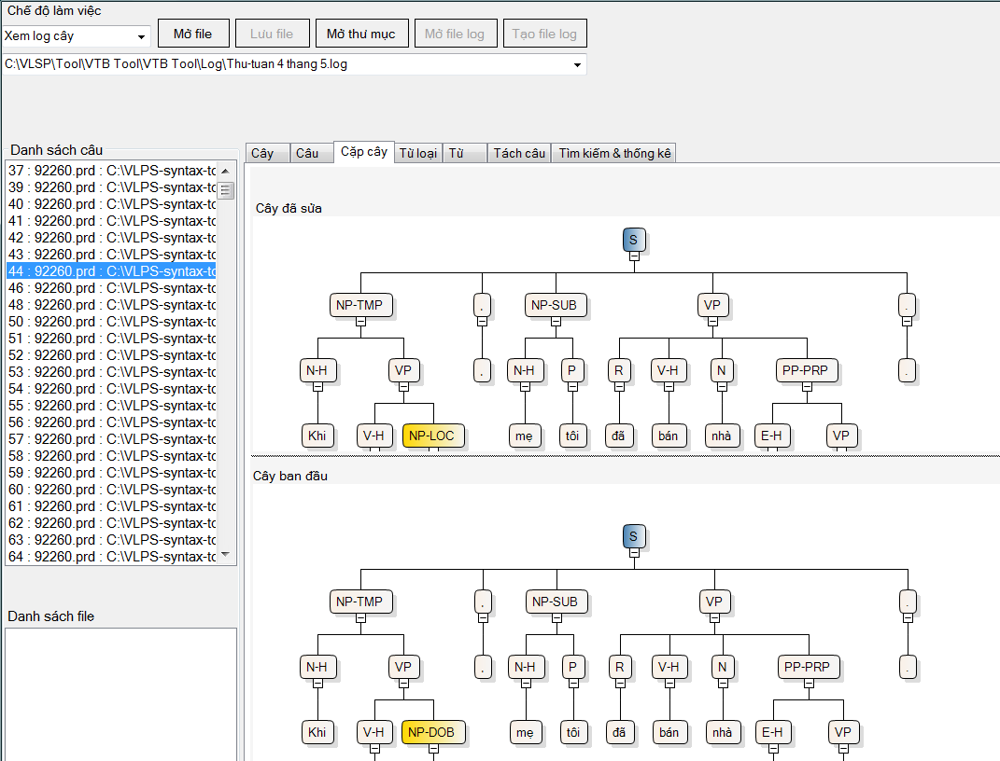 Chế độ làm việc
Xem log cây Mở file Lưu file Mở thư mục Mở file log Tạo file log
C:\VLSP\Tool\VTB Tool\VTB Tool\Log\Thu-tuan 4 thang 5.log
Danh sách câu
37 : 92260.prd : C:\VLPS-syntax-to
39 : 92260.prd : C:\VLPS-syntax-to
40 : 92260.prd : C:\VLPS-syntax-to
41 : 92260.prd : C:\VLPS-syntax-to
42 : 92260.prd : C:\VLPS-syntax-to
43 : 92260.prd : C:\VLPS-syntax-to
44 : 92260.prd : C:\VLPS-syntax-to
46 : 92260.prd : C:\VLPS-syntax-to
48 : 92260.prd : C:\VLPS-syntax-to
50 : 92260.prd : C:\VLPS-syntax-to
51 : 92260.prd : C:\VLPS-syntax-to
52 : 92260.prd : C:\VLPS-syntax-to
53 : 92260.prd : C:\VLPS-syntax-to
54 : 92260.prd : C:\VLPS-syntax-to
55 : 92260.prd : C:\VLPS-syntax-to
56 : 92260.prd : C:\VLPS-syntax-to
57 : 92260.prd : C:\VLPS-syntax-to
58 : 92260.prd : C:\VLPS-syntax-to
59 : 92260.prd : C:\VLPS-syntax-to
60 : 92260.prd : C:\VLPS-syntax-to
61 : 92260.prd : C:\VLPS-syntax-to
62 : 92260.prd : C:\VLPS-syntax-to
63 : 92260.prd : C:\VLPS-syntax-to
64 : 92260.prd : C:\VLPS-syntax-to
Danh sách file
Cây Câu Cặp cây Từ loại Từ Tách câu Tìm kiếm & thống kê
Cây đã sửa
S
NP-TMP , NP-SUB VP .
N-H VP , N-H P R V-H N PP-PRP .
Khi V-H NP-LOC mẹ tôi đã bán nhà E-H VP
Cây ban đầu
S
NP-TMP , NP-SUB VP .
N-H VP , N-H P R V-H N PP-PRP .
Khi V-H NP-DOB mẹ tôi đã bán nhà E-H VP